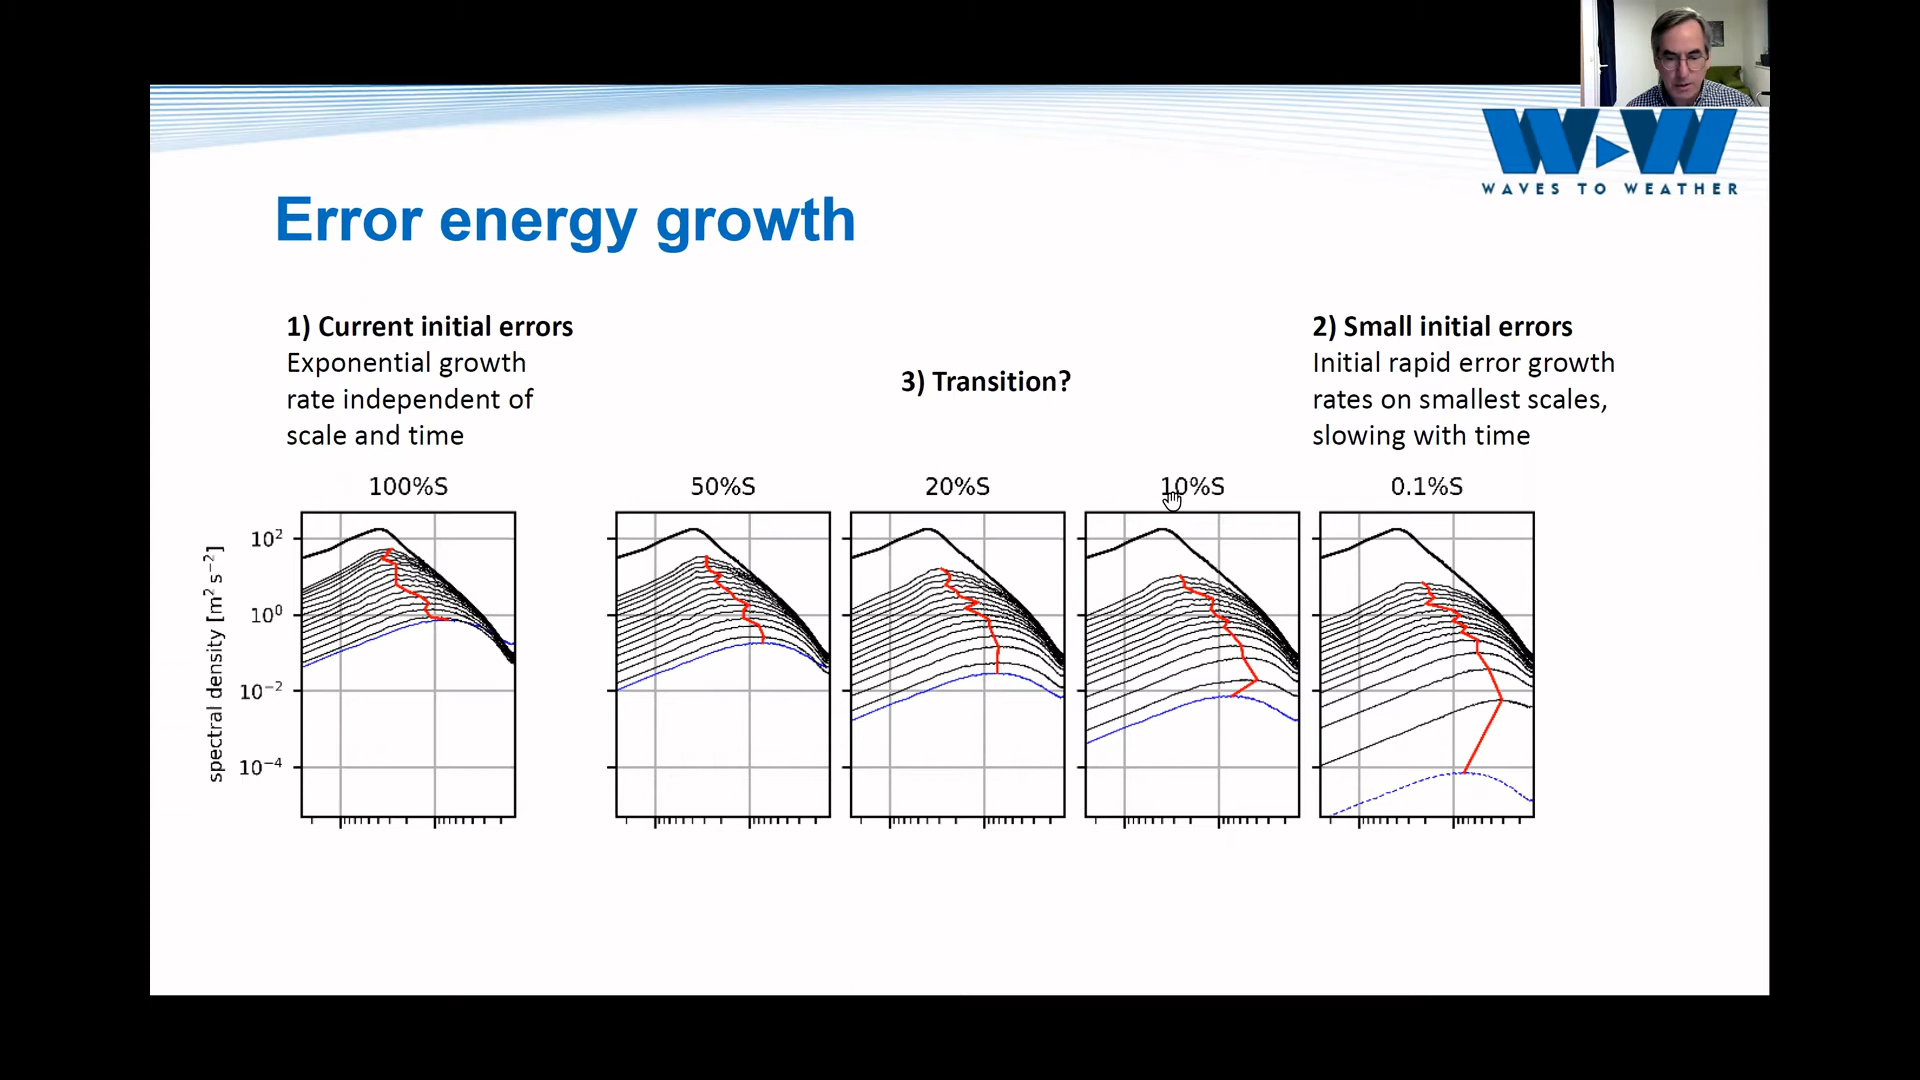 WAVES TO WEATHER
Error energy growth
1) Current initial errors
Exponential growth
rate independent of
scale and time
3) Transition?
2) Small initial errors
Initial rapid error growth
rates on smallest scales,
slowing with time
100%S
50%S
20%S
10%S
0.1%S
spectral density [m² s⁻²]
10²
10⁰
10⁻²
10⁻⁴